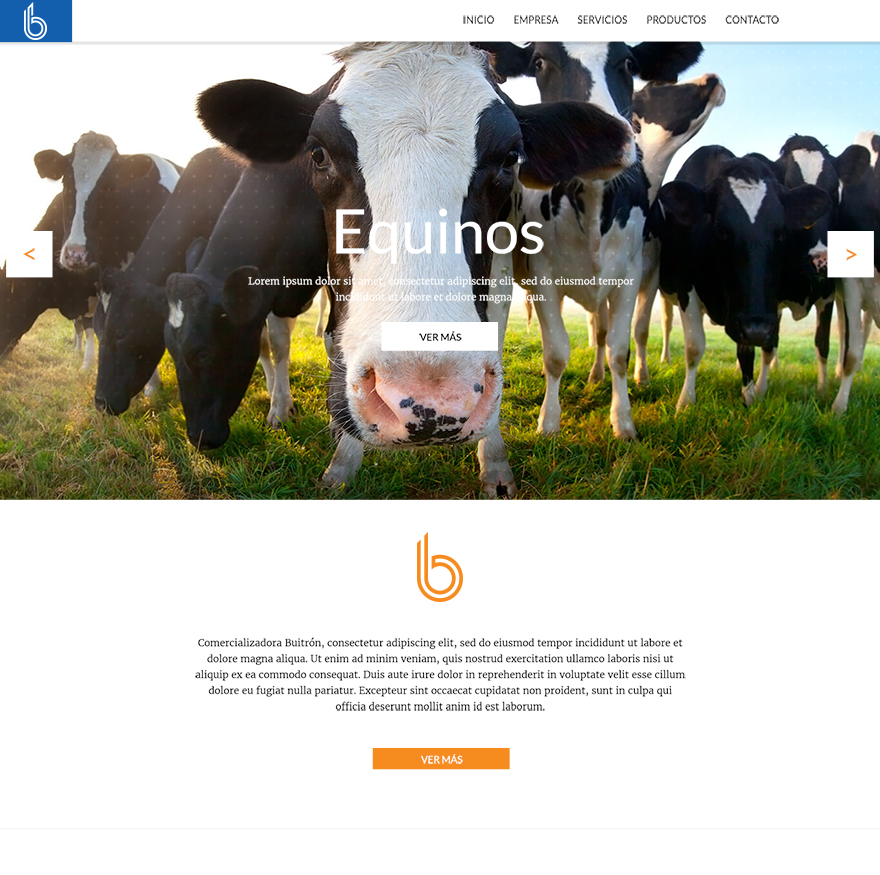 b
INICIO EMPRESA SERVICIOS PRODUCTOS CONTACTO
Equinos
< >
Lorem ipsum dolor sit amet, consectetur adipiscing elit, sed do eiusmod tempor
incididunt ut labore et dolore magna aliqua.
VER MÁS
b
Comercializadora Buitrón, consectetur adipiscing elit, sed do eiusmod tempor incididunt ut labore et
dolore magna aliqua. Ut enim ad minim veniam, quis nostrud exercitation ullamco laboris nisi ut
aliquip ex ea commodo consequat. Duis aute irure dolor in reprehenderit in voluptate velit esse cillum
dolore eu fugiat nulla pariatur. Excepteur sint occaecat cupidatat non proident, sunt in culpa qui
officia deserunt mollit anim id est laborum.
VER MÁS